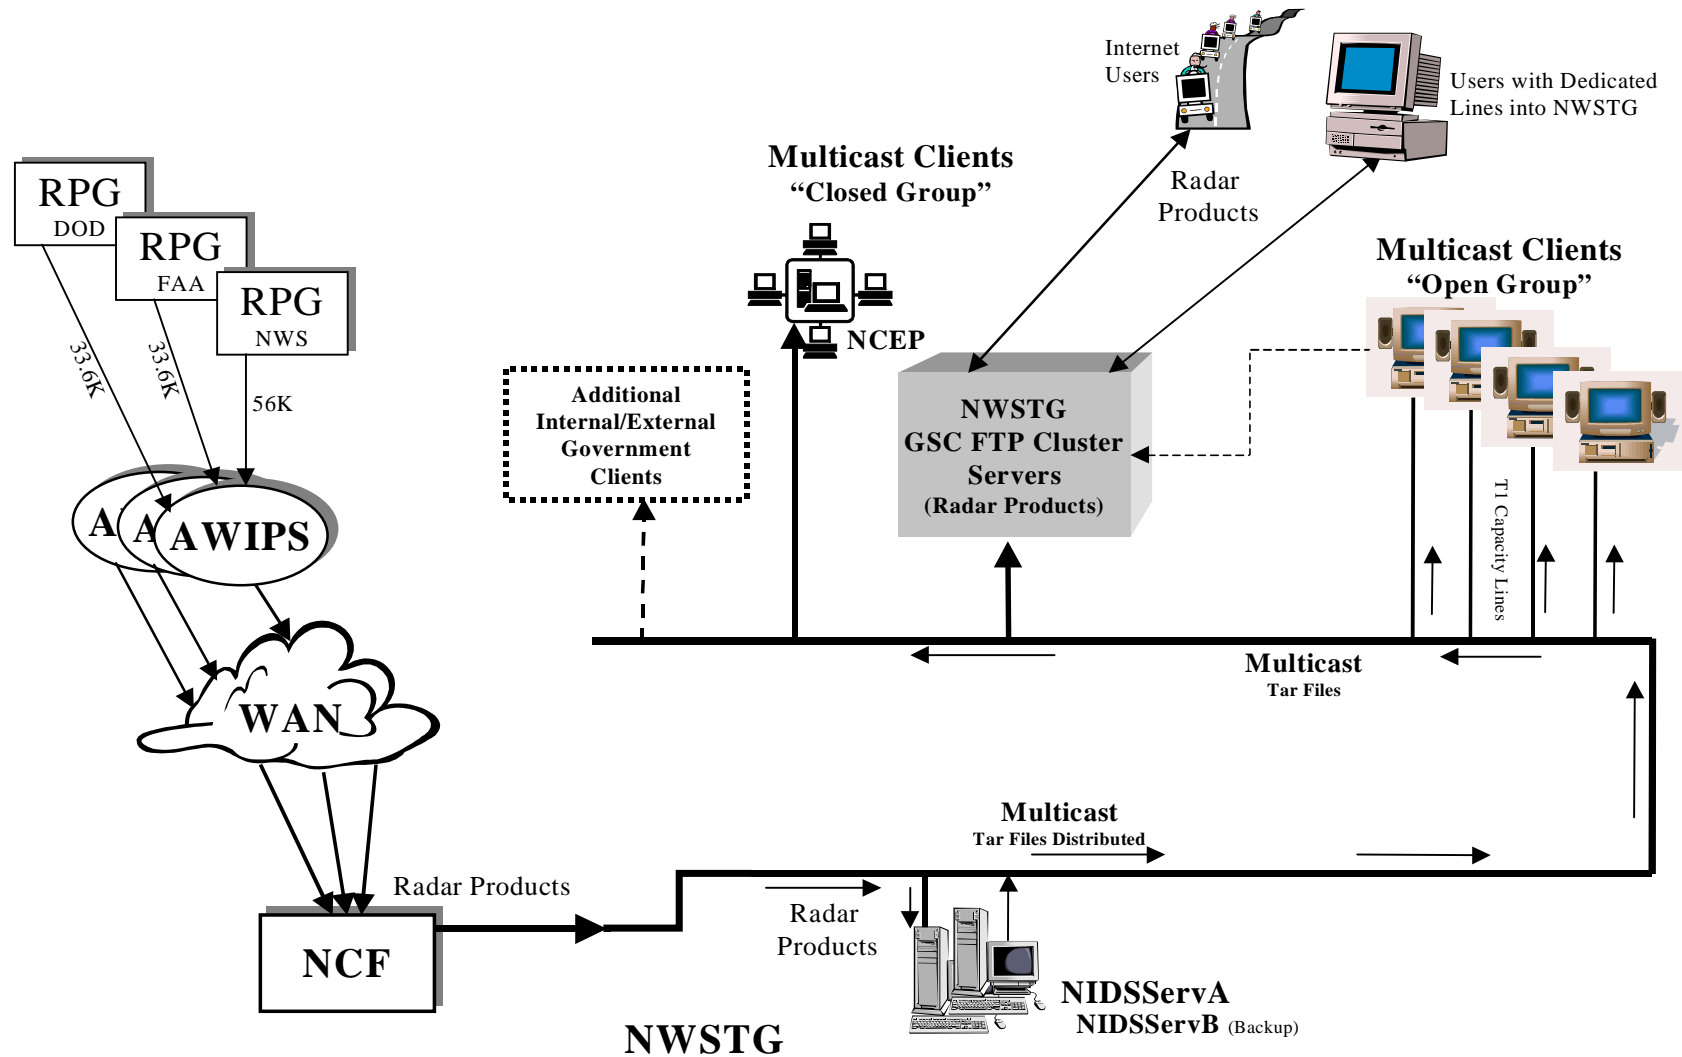 Internet
Users
Users with Dedicated
Lines into NWSTG
Multicast Clients
“Closed Group”
Radar
Products
RPG
DOD
RPG
FAA
RPG
NWS
Multicast Clients
“Open Group”
NCEP
33.6K
33.6K
56K
Additional
Internal/External
Government
Clients
NWSTG
GSC FTP Cluster
Servers
(Radar Products)
T1 Capacity Lines
A
A
AWIPS
Multicast
Tar Files
WAN
Multicast
Tar Files Distributed
Radar Products
Radar
Products
NCF
NIDSServA
NIDSServB (Backup)
NWSTG